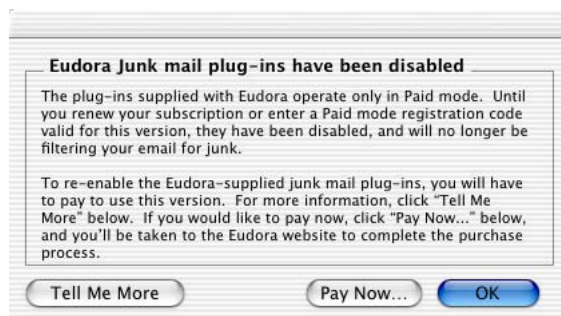 Eudora Junk mail plug-ins have been disabled
The plug-ins supplied with Eudora operate only in Paid mode. Until
you renew your subscription or enter a Paid mode registration code
valid for this version, they have been disabled, and will no longer be
filtering your email for junk.
To re-enable the Eudora-supplied junk mail plug-ins, you will have
to pay to use this version. For more information, click "Tell Me
More" below. If you would like to pay now, click "Pay Now..." below,
and you'll be taken to the Eudora website to complete the purchase
process.
Tell Me More
Pay Now...
OK